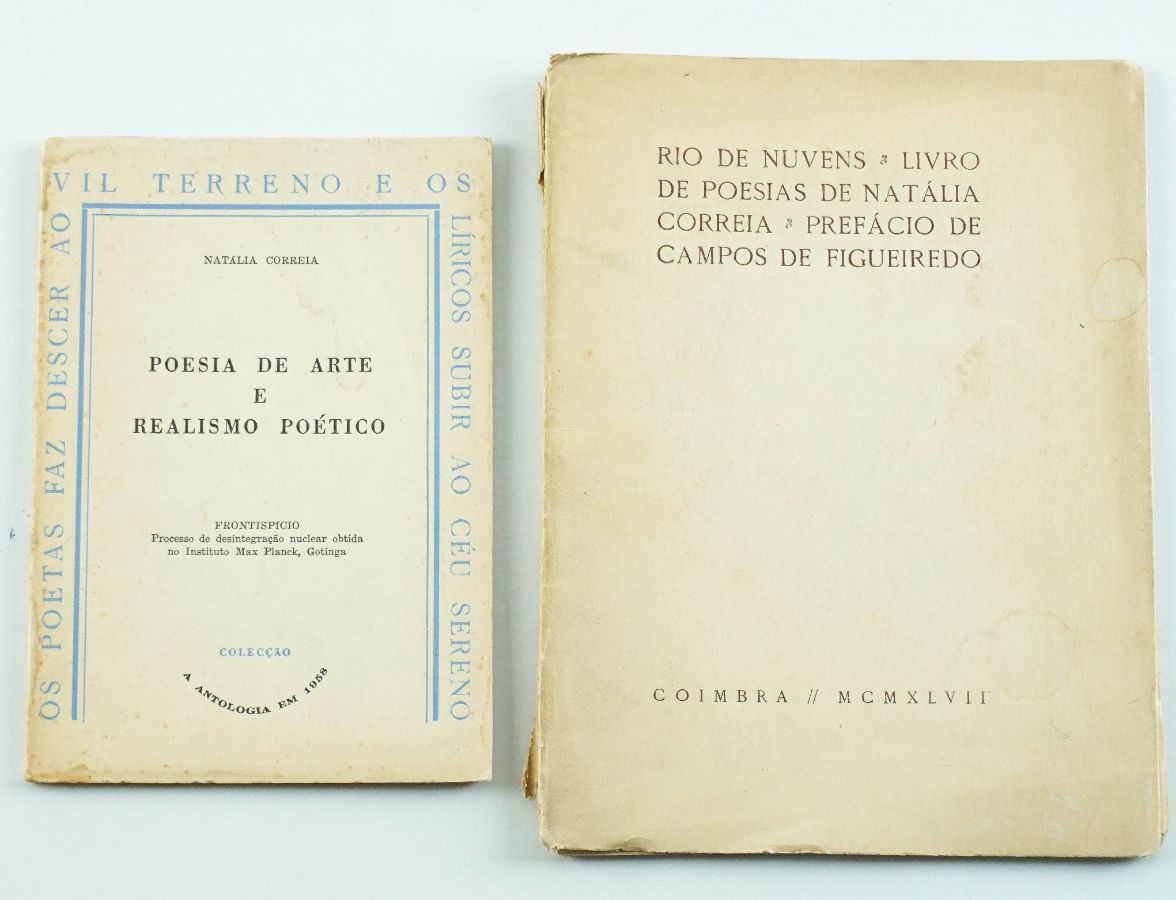 OS POETAS FAZ DESCER AO
VIL TERRENO E OS
LÍRICOS SUBIR AO CÉU SERENO
NATÁLIA CORREIA
POESIA DE ARTE
E
REALISMO POÉTICO
FRONTISPÍCIO
Processo de desintegração nuclear obtida
no Instituto Max Planck, Gotinga
COLECÇÃO
A ANTOLOGIA EM 1958
RIO DE NUVENS LIVRO
DE POESIAS DE NATÁLIA
CORREIA PREFÁCIO DE
CAMPOS DE FIGUEIREDO
COIMBRA // MCMXLVII